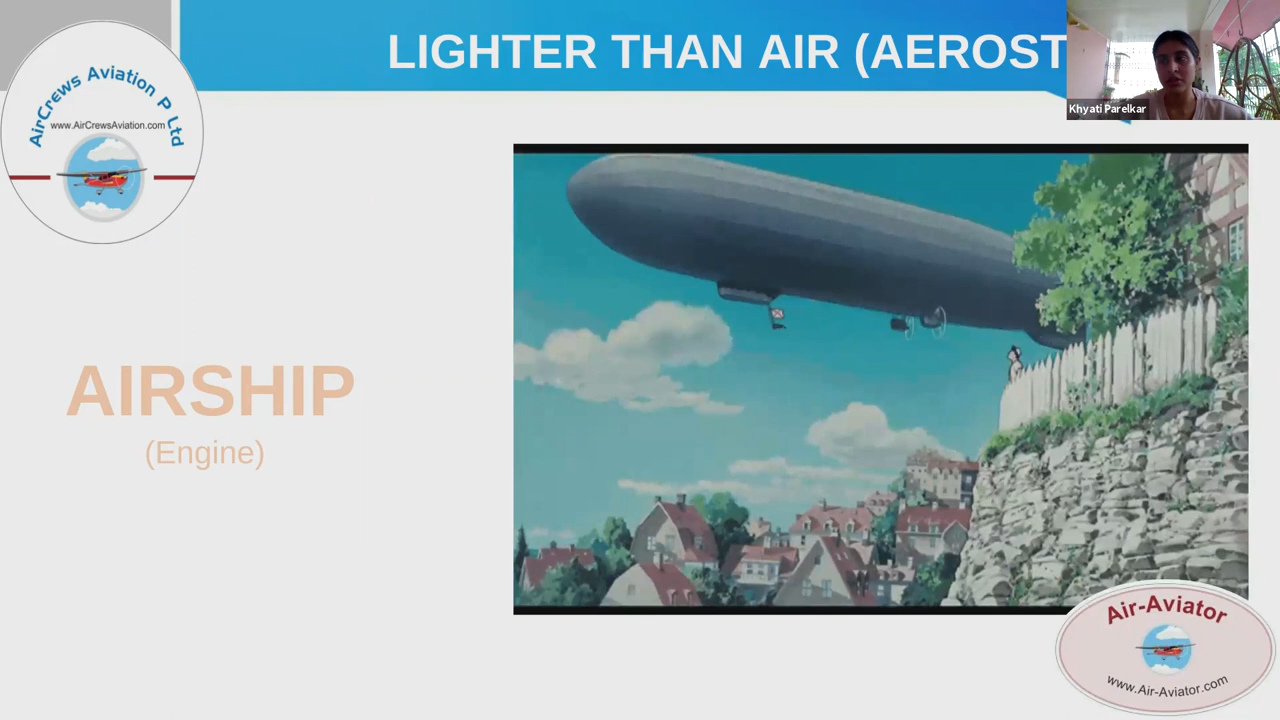 LIGHTER THAN AIR (AEROST
Khyati Parelkar
AirCrews Aviation P Ltd
www.AirCrewsAviation.com
AIRSHIP
(Engine)
Air-Aviator
www.Air-Aviator.com